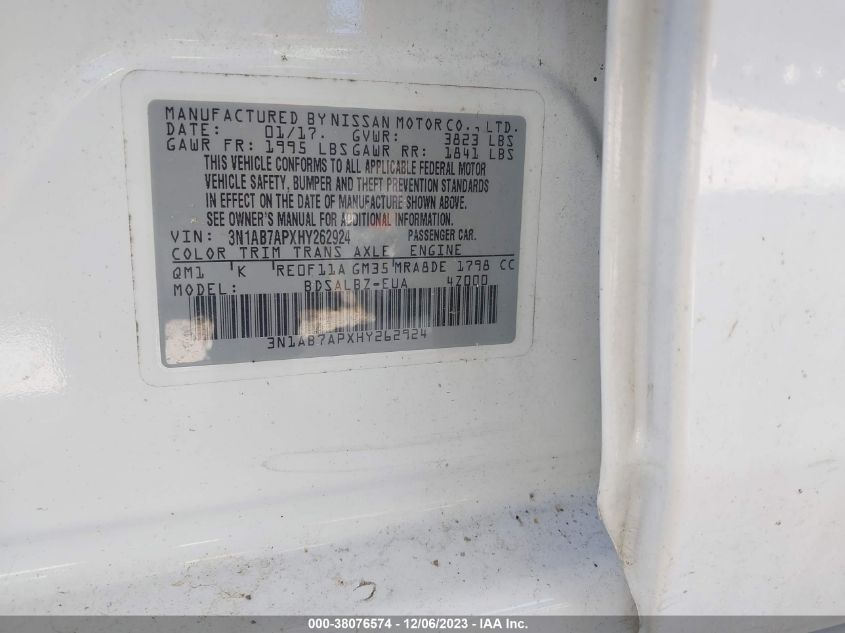 MANUFACTURED BY NISSAN MOTOR CO., LTD.
DATE: 01/17. GVWR: 3823 LBS
GAWR FR: 1995 LBS GAWR RR: 1841 LBS
THIS VEHICLE CONFORMS TO ALL APPLICABLE FEDERAL MOTOR
VEHICLE SAFETY, BUMPER AND THEFT PREVENTION STANDARDS
IN EFFECT ON THE DATE OF MANUFACTURE SHOWN ABOVE.
SEE OWNER'S MANUAL FOR ADDITIONAL INFORMATION.
VIN: 3N1AB7APXHY262924 PASSENGER CAR.
COLOR TRIM TRANS AXLE ENGINE
QM1 K RE0F11A GM35 MRA8DE 1798 CC
MODEL: BDSALBZ-EUA 4Z000
3N1AB7APXHY262924
000-38076574 - 12/06/2023 - IAAI.com